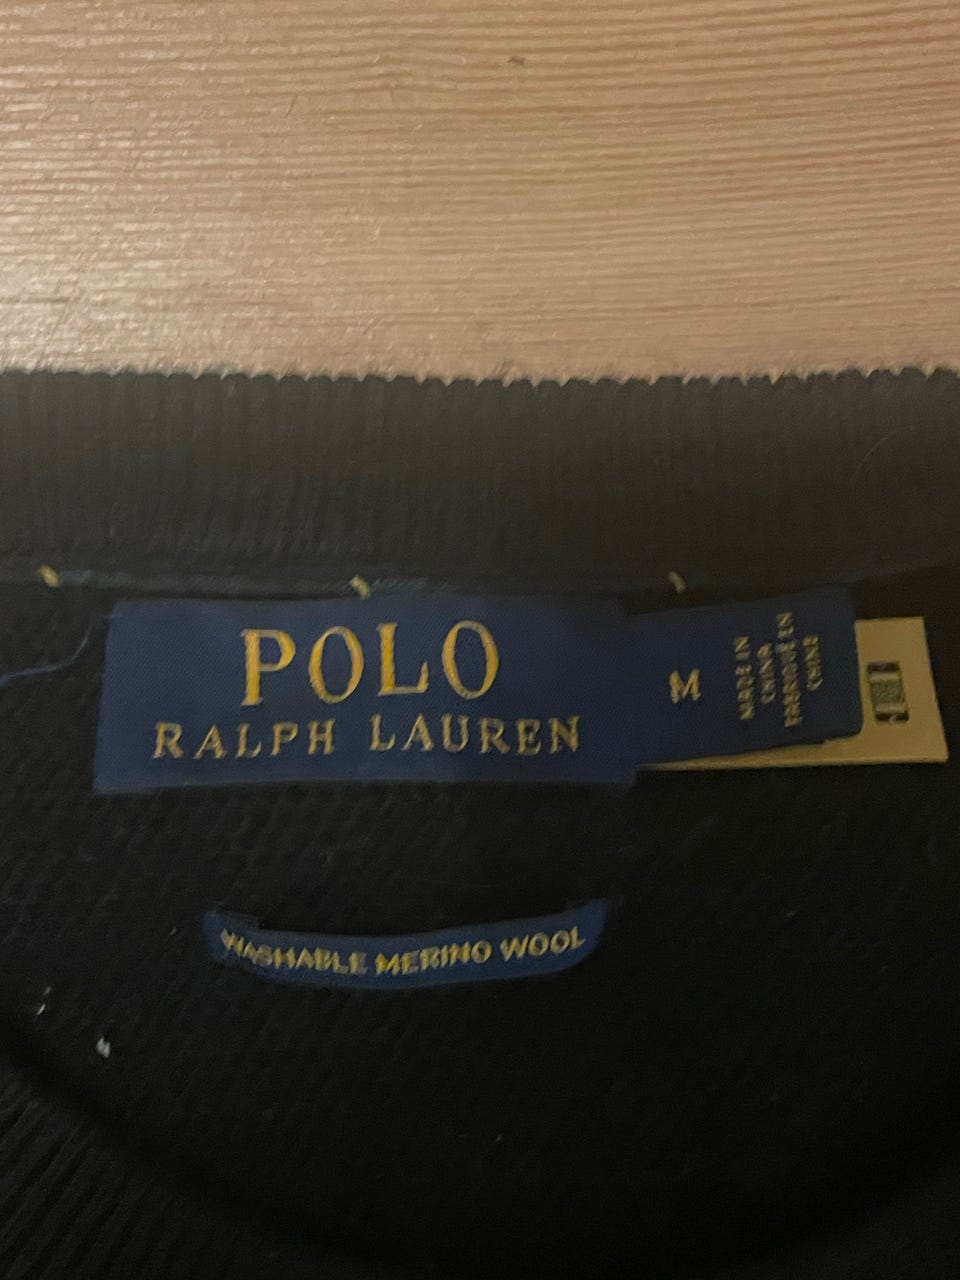 POLO
RALPH LAUREN
M
MADE IN
CHINA
FABRIQUÉ EN
CHINE
WASHABLE MERINO WOOL